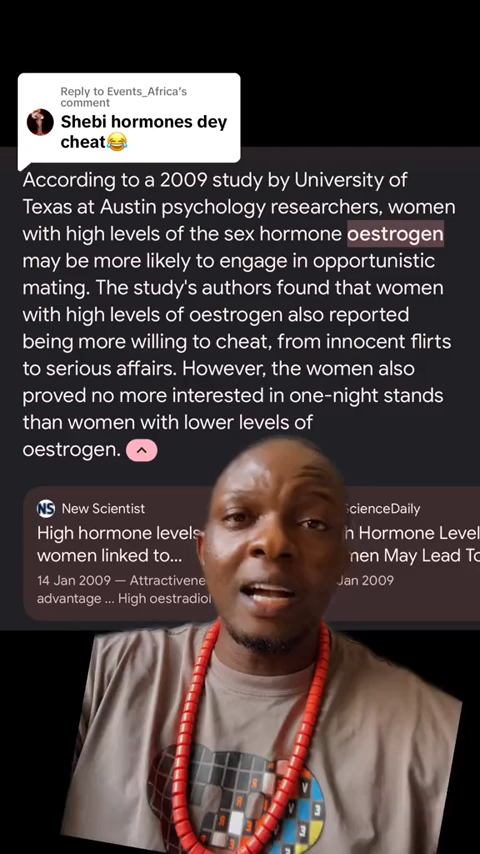 Reply to Events_Africa's
comment
Shebi hormones dey
cheat😂
According to a 2009 study by University of
Texas at Austin psychology researchers, women
with high levels of the sex hormone oestrogen
may be more likely to engage in opportunistic
mating. The study's authors found that women
with high levels of oestrogen also reported
being more willing to cheat, from innocent flirts
to serious affairs. However, the women also
proved no more interested in one-night stands
than women with lower levels of
oestrogen.
NS New Scientist
ScienceDaily
High hormone levels
women linked to...
h Hormone Level
men May Lead To
14 Jan 2009 — Attractivene
advantage ... High oestradiol
Jan 2009